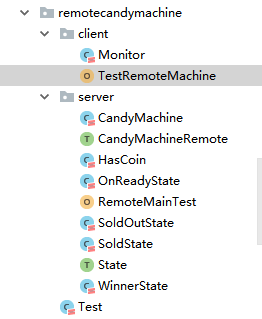 remotecandymachine
client
Monitor
TestRemoteMachine
server
CandyMachine
CandyMachineRemote
HasCoin
OnReadyState
RemoteMainTest
SoldOutState
SoldState
State
WinnerState
Test